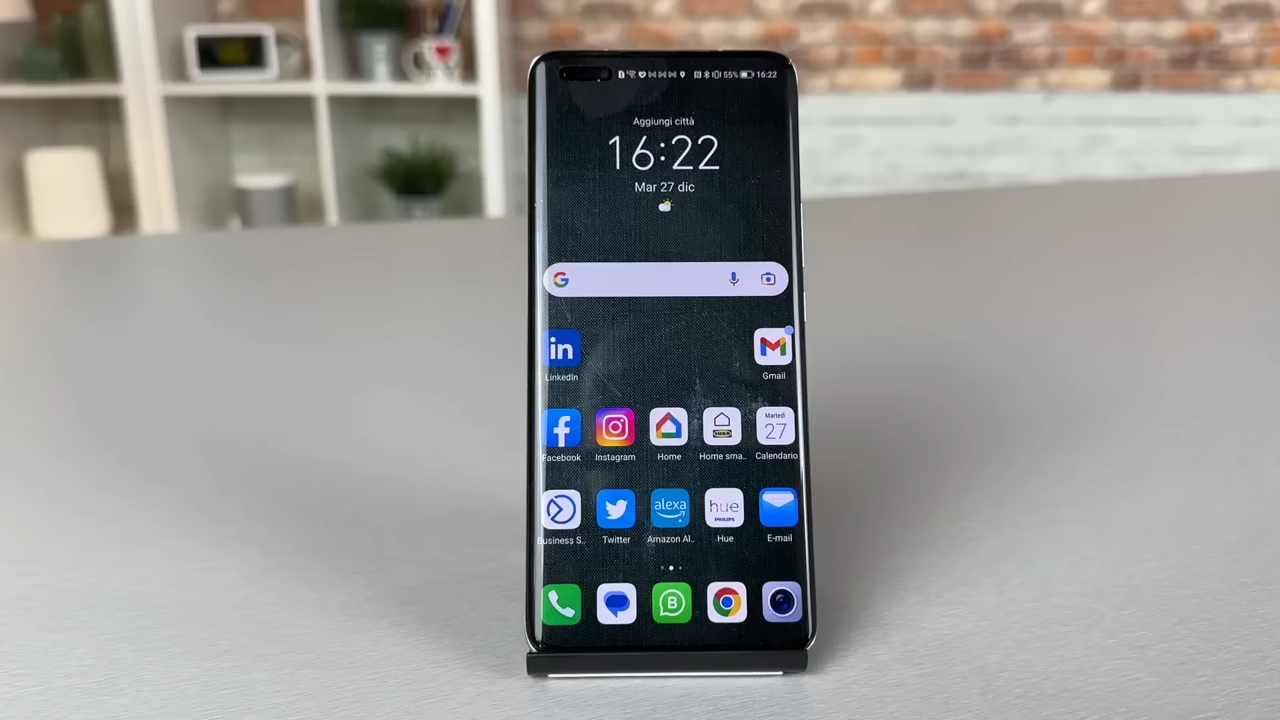 55% 16:22
Aggiungi città
16:22
Mar 27 dic
G
in
LinkedIn
Gmail
Martedì
27
Facebook
Instagram
Home
Home sma..
Calendario
alexa
hue
PHILIPS
Business S..
Twitter
Amazon Al..
Hue
E-mail
B